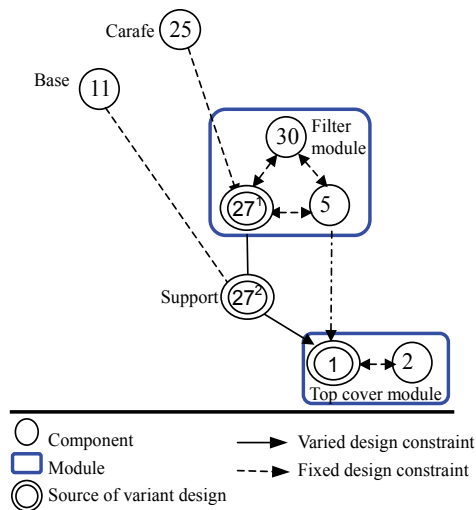 Carafe
25
Base
11
30
Filter
module
27¹
5
Support
27²
1
2
Top cover module
Component
Varied design constraint
Module
Fixed design constraint
Source of variant design